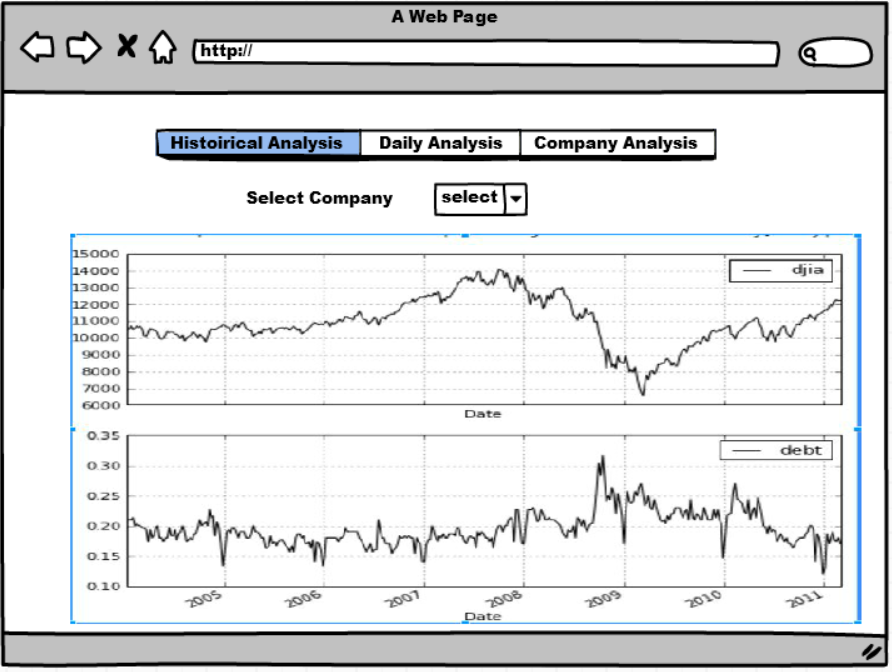 A Web Page
http://
Histoirical Analysis Daily Analysis Company Analysis
Select Company select
15000
14000
13000
12000
11000
10000
9000
8000
7000
6000
djia
Date
0.35
0.30
0.25
0.20
0.15
0.10
debt
2005 2006 2007 2008 2009 2010 2011
Date